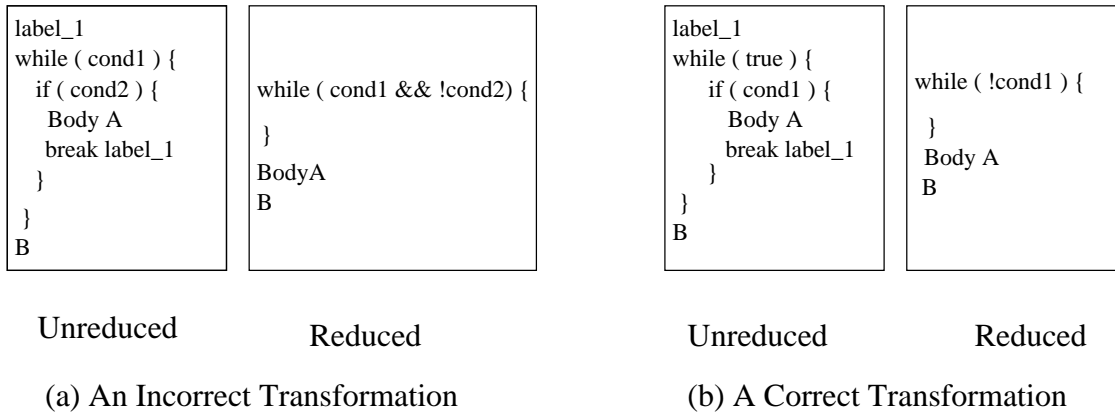 label_1
while ( cond1 ) {
if ( cond2 ) {
Body A
break label_1
}
}
B
while ( cond1 && !cond2) {
}
BodyA
B
Unreduced
Reduced
(a) An Incorrect Transformation
label_1
while ( true ) {
if ( cond1 ) {
Body A
break label_1
}
}
B
while ( !cond1 ) {
}
Body A
B
Unreduced
Reduced
(b) A Correct Transformation